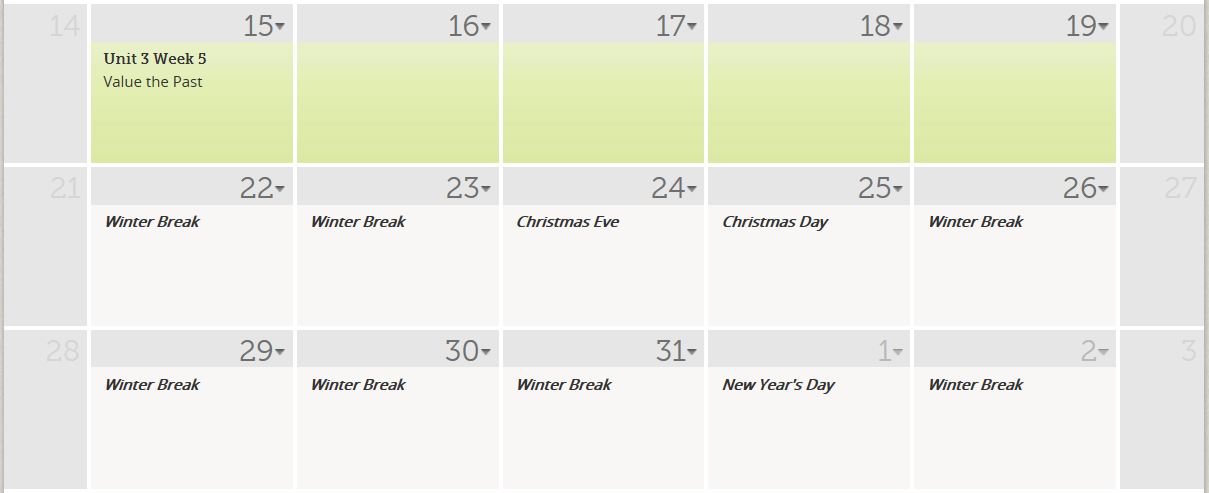 14 15 16 17 18 19 20
Unit 3 Week 5
Value the Past
21 22 23 24 25 26 27
Winter Break Winter Break Christmas Eve Christmas Day Winter Break
28 29 30 31 1 2 3
Winter Break Winter Break Winter Break New Year's Day Winter Break